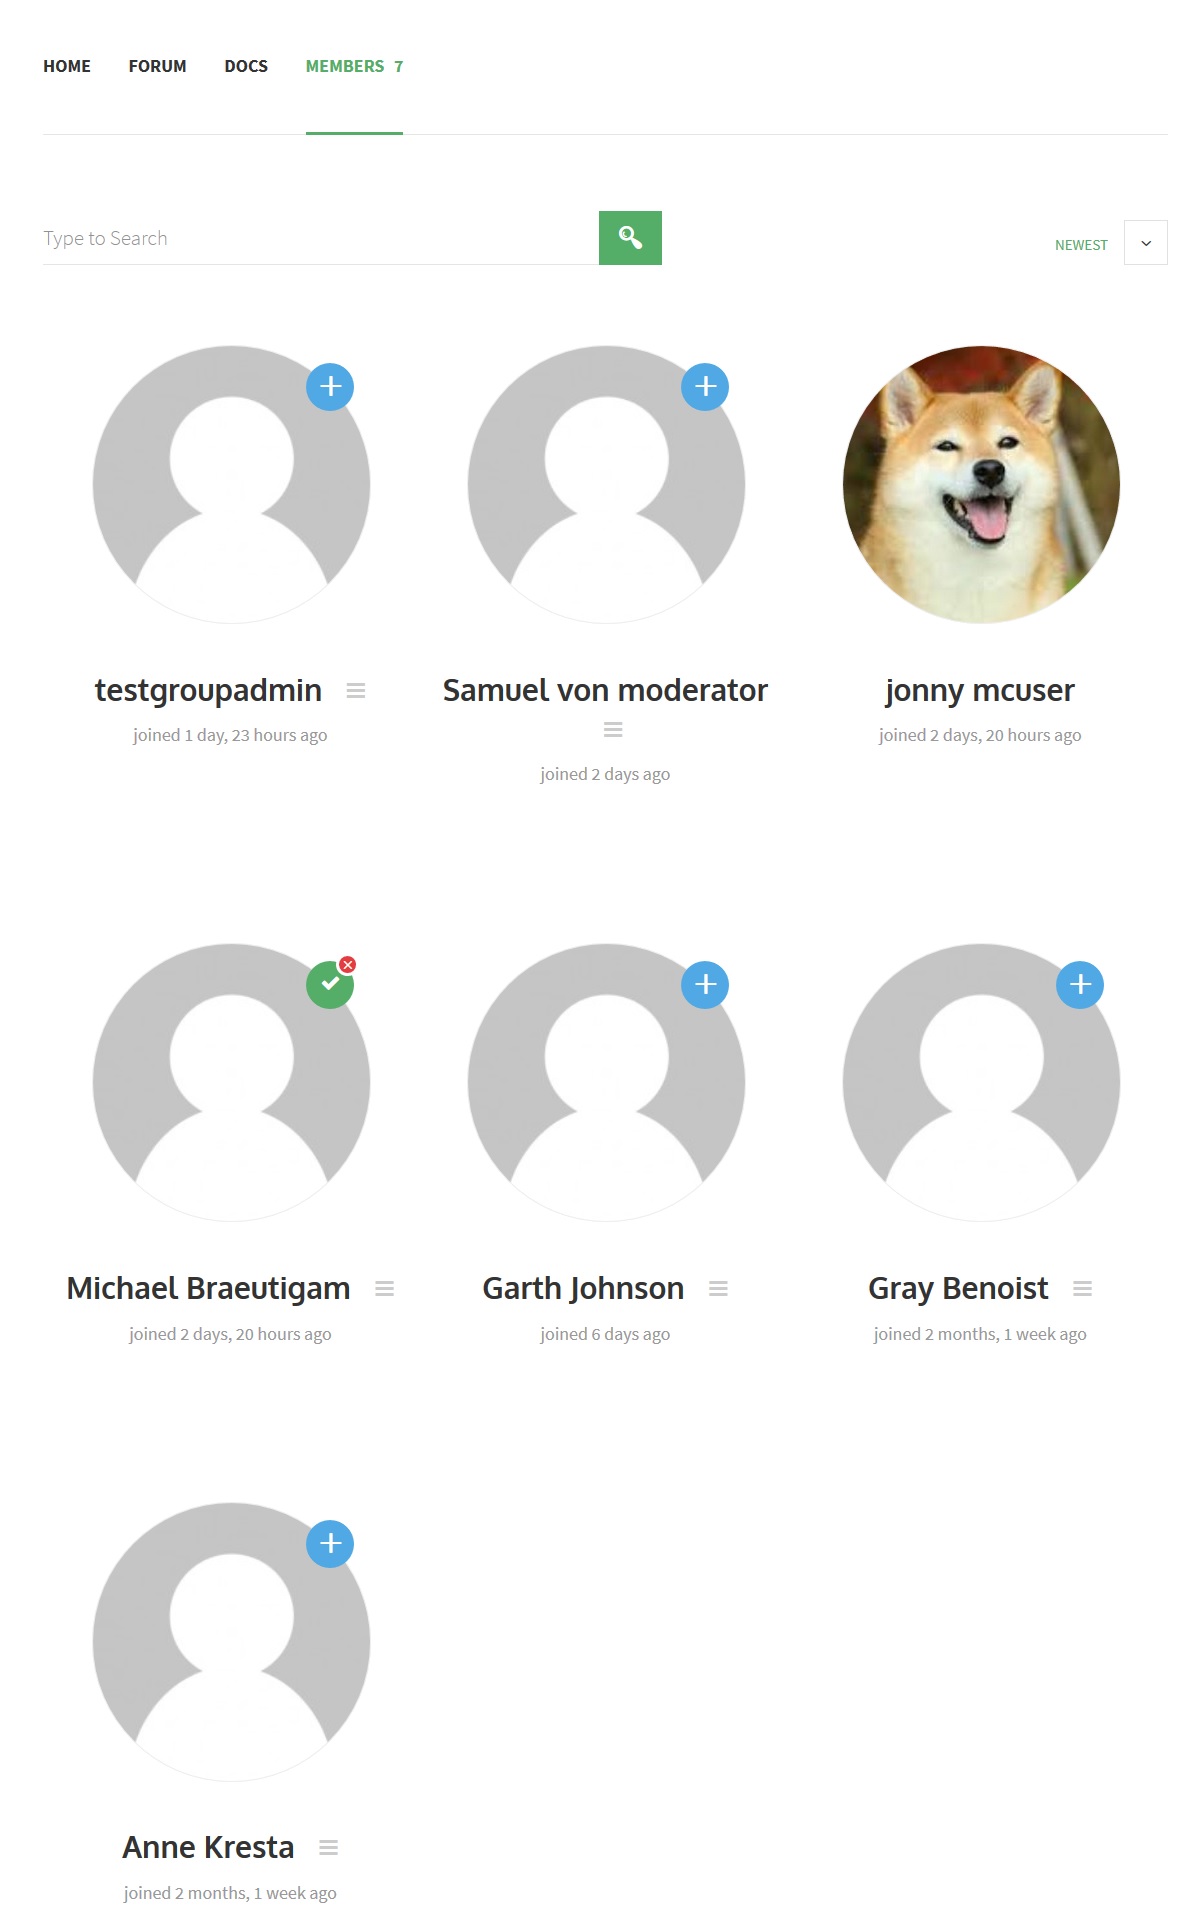 HOME FORUM DOCS MEMBERS 7
Type to Search
NEWEST
testgroupadmin
joined 1 day, 23 hours ago
Samuel von moderator
joined 2 days ago
jonny mcuser
joined 2 days, 20 hours ago
Michael Braeutigam
joined 2 days, 20 hours ago
Garth Johnson
joined 6 days ago
Gray Benoist
joined 2 months, 1 week ago
Anne Kresta
joined 2 months, 1 week ago